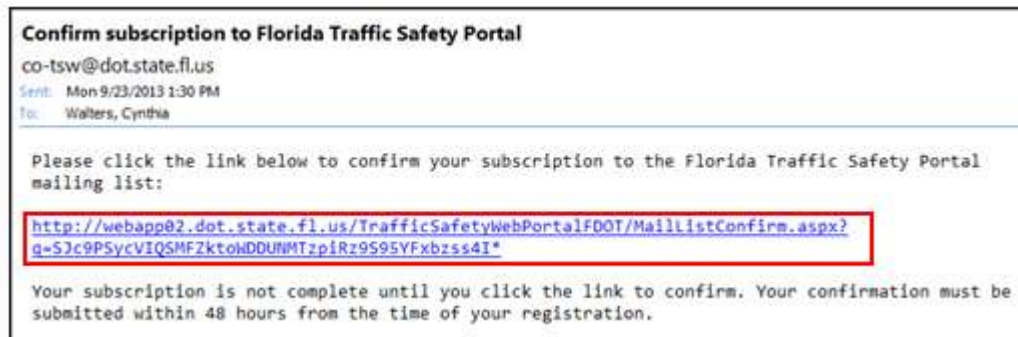 Confirm subscription to Florida Traffic Safety Portal
co-tsw@dot.state.fl.us
Sent: Mon 9/23/2013 1:30 PM
To: Walters, Cynthia
Please click the link below to confirm your subscription to the Florida Traffic Safety Portal
mailing list:
http://webapp02.dot.state.fl.us/TrafficSafetyWebPortalFDOT/MailListConfirm.aspx?
q=SJc9PSycVIQSMFZktoWDDUNMTzpiRz9S95YFxbzss4I*
Your subscription is not complete until you click the link to confirm. Your confirmation must be
submitted within 48 hours from the time of your registration.